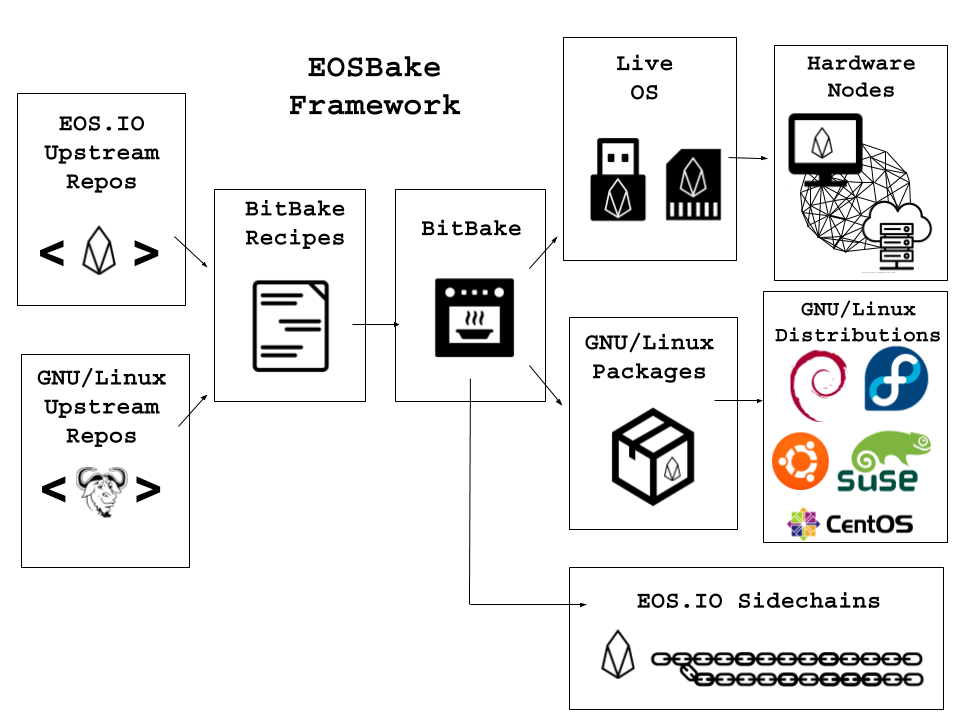 EOSBake
Framework
EOS.IO
Upstream
Repos
< >
GNU/Linux
Upstream
Repos
< >
BitBake
Recipes
BitBake
Live
OS
Hardware
Nodes
GNU/Linux
Packages
GNU/Linux
Distributions
suse
CentOS
EOS.IO Sidechains